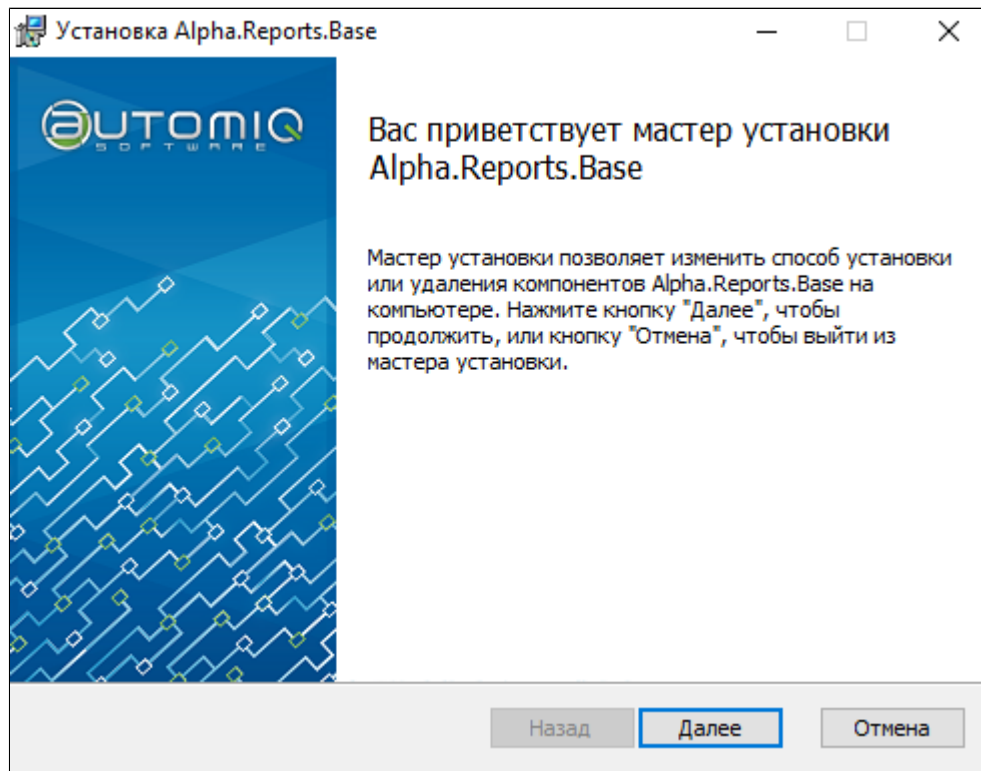 Установка Alpha.Reports.Base
AUTOMIQ
SOFTWARE
Вас приветствует мастер установки
Alpha.Reports.Base
Мастер установки позволяет изменить способ установки
или удаления компонентов Alpha.Reports.Base на
компьютере. Нажмите кнопку "Далее", чтобы
продолжить, или кнопку "Отмена", чтобы выйти из
мастера установки.
Назад Далее Отмена